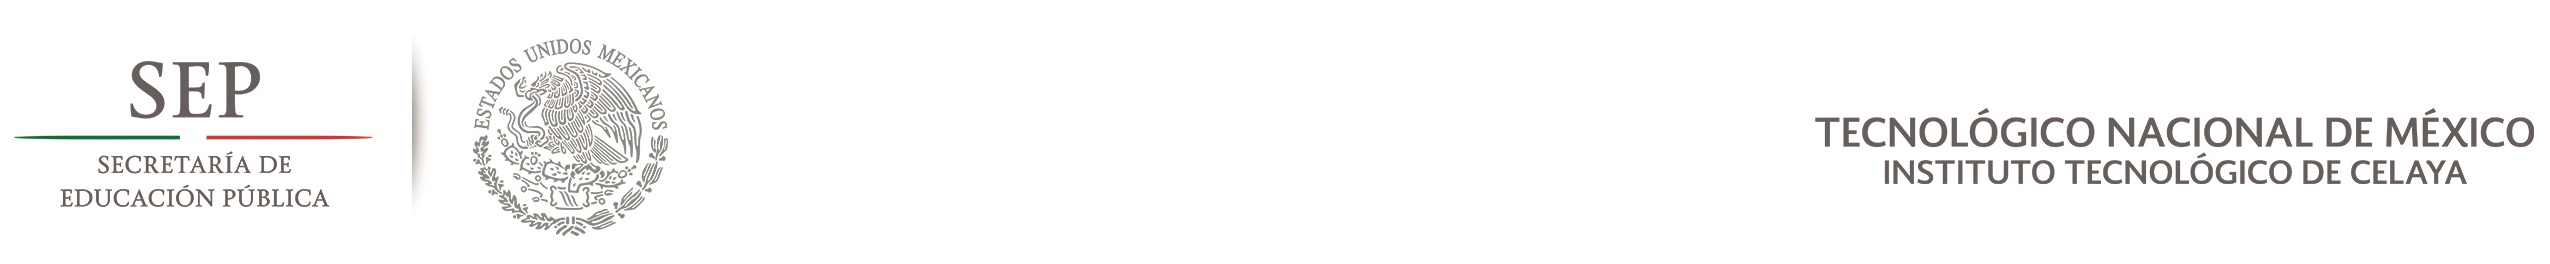 SEP
SECRETARÍA DE
EDUCACIÓN PÚBLICA
ESTADOS UNIDOS MEXICANOS
TECNOLÓGICO NACIONAL DE MÉXICO
INSTITUTO TECNOLÓGICO DE CELAYA